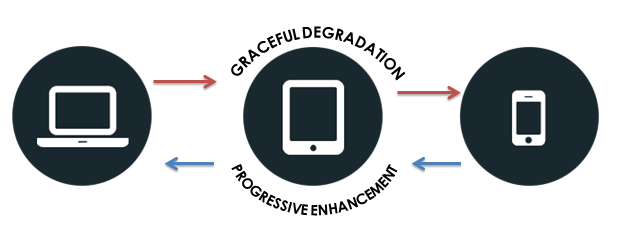 GRACEFUL DEGRADATION
PROGRESSIVE ENHANCEMENT